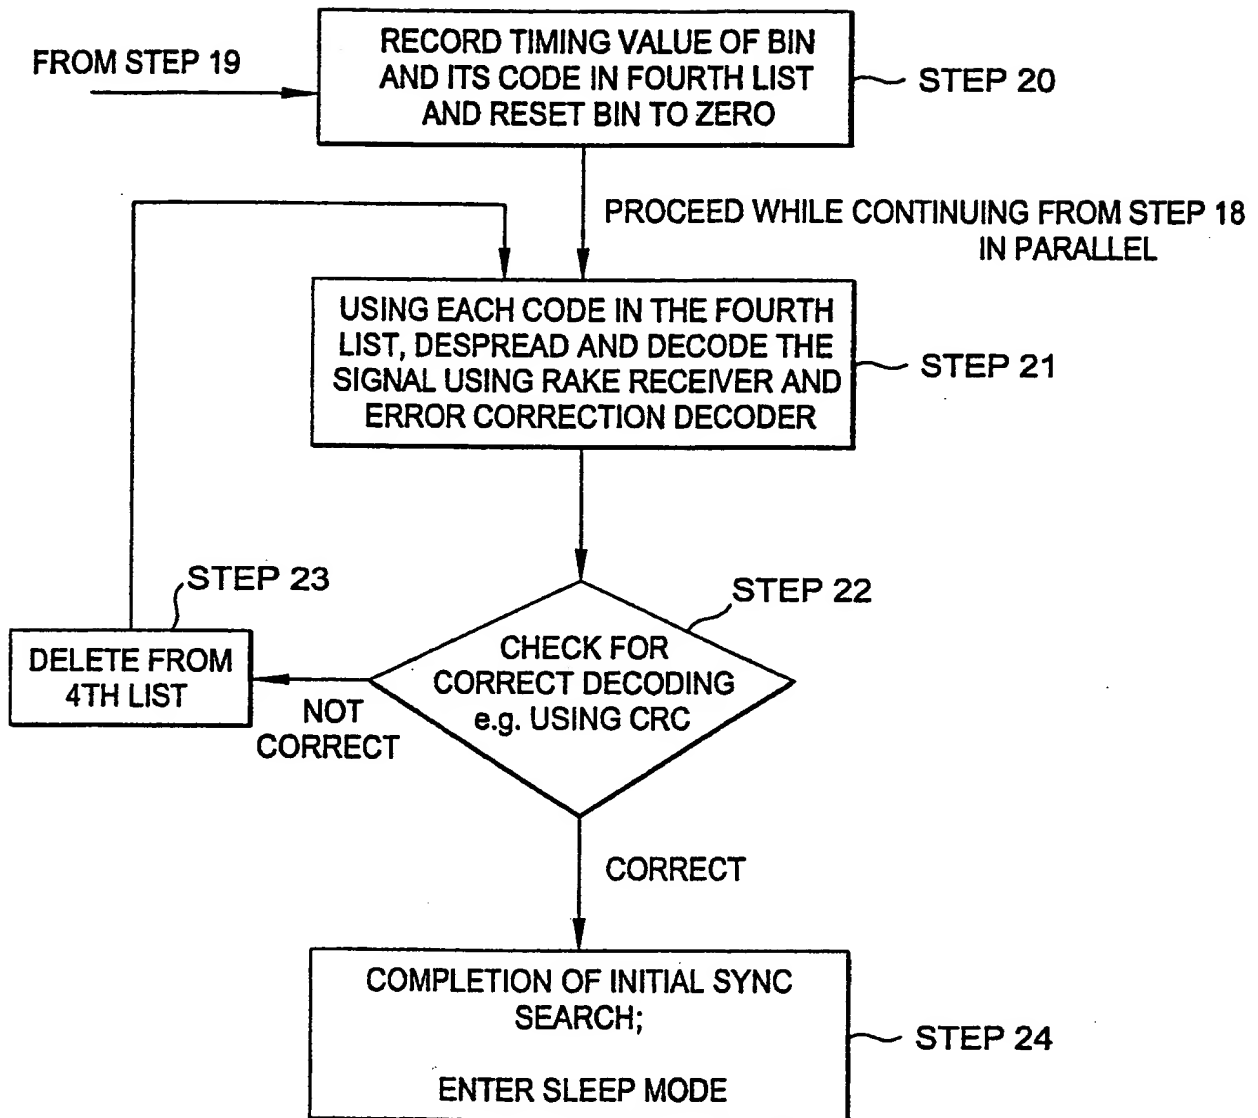 FROM STEP 19
RECORD TIMING VALUE OF BIN
AND ITS CODE IN FOURTH LIST
AND RESET BIN TO ZERO
STEP 20
PROCEED WHILE CONTINUING FROM STEP 18
IN PARALLEL
USING EACH CODE IN THE FOURTH
LIST, DESPREAD AND DECODE THE
SIGNAL USING RAKE RECEIVER AND
ERROR CORRECTION DECODER
STEP 21
STEP 23
DELETE FROM
4TH LIST
NOT
CORRECT
STEP 22
CHECK FOR
CORRECT DECODING
e.g. USING CRC
CORRECT
COMPLETION OF INITIAL SYNC
SEARCH;
ENTER SLEEP MODE
STEP 24